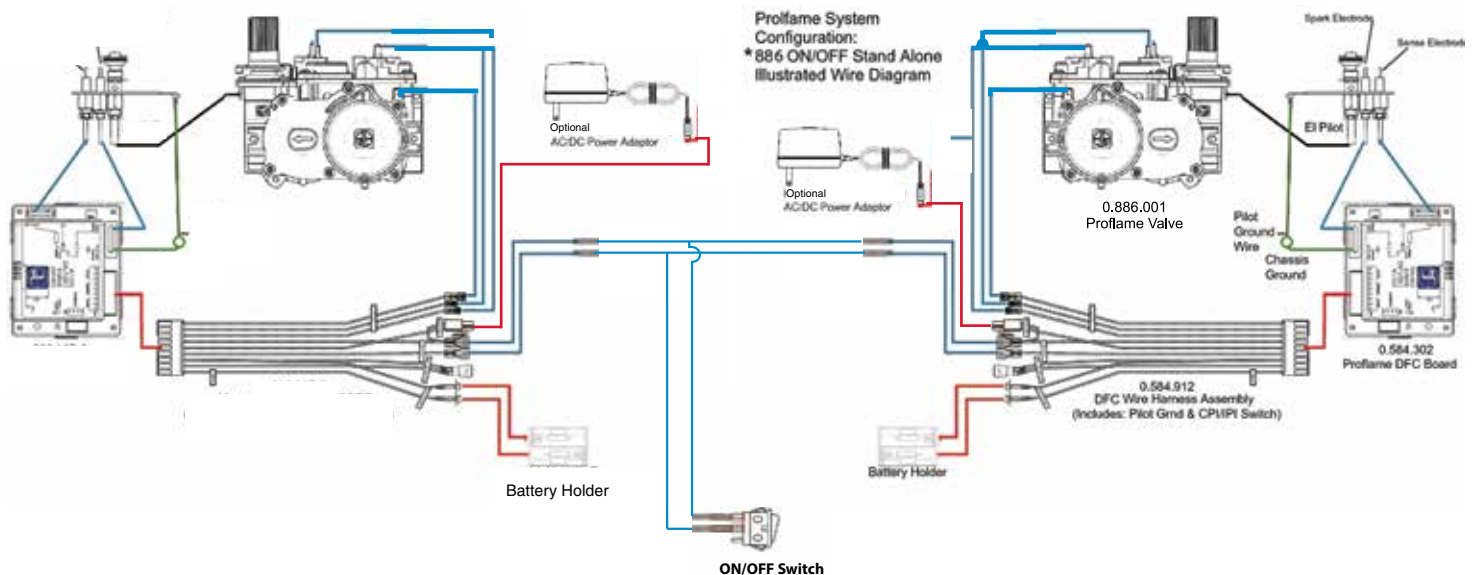 Prolfame System
Configuration:
*886 ON/OFF Stand Alone
Illustrated Wire Diagram
Spark Electrode
Sense Electrode
Optional
AC/DC Power Adaptor
iOptional
AC/DC Power Adaptor
EI Pilot
0.886.001
Proflame Valve
Pilot
Ground
Wire
Chassis
Ground
0.584.302
Proflame DFC Board
0.584.912
DFC Wire Harness Assembly
(Includes: Pilot Grnd & CPI/IPI Switch)
Battery Holder
Battery Holder
ON/OFF Switch